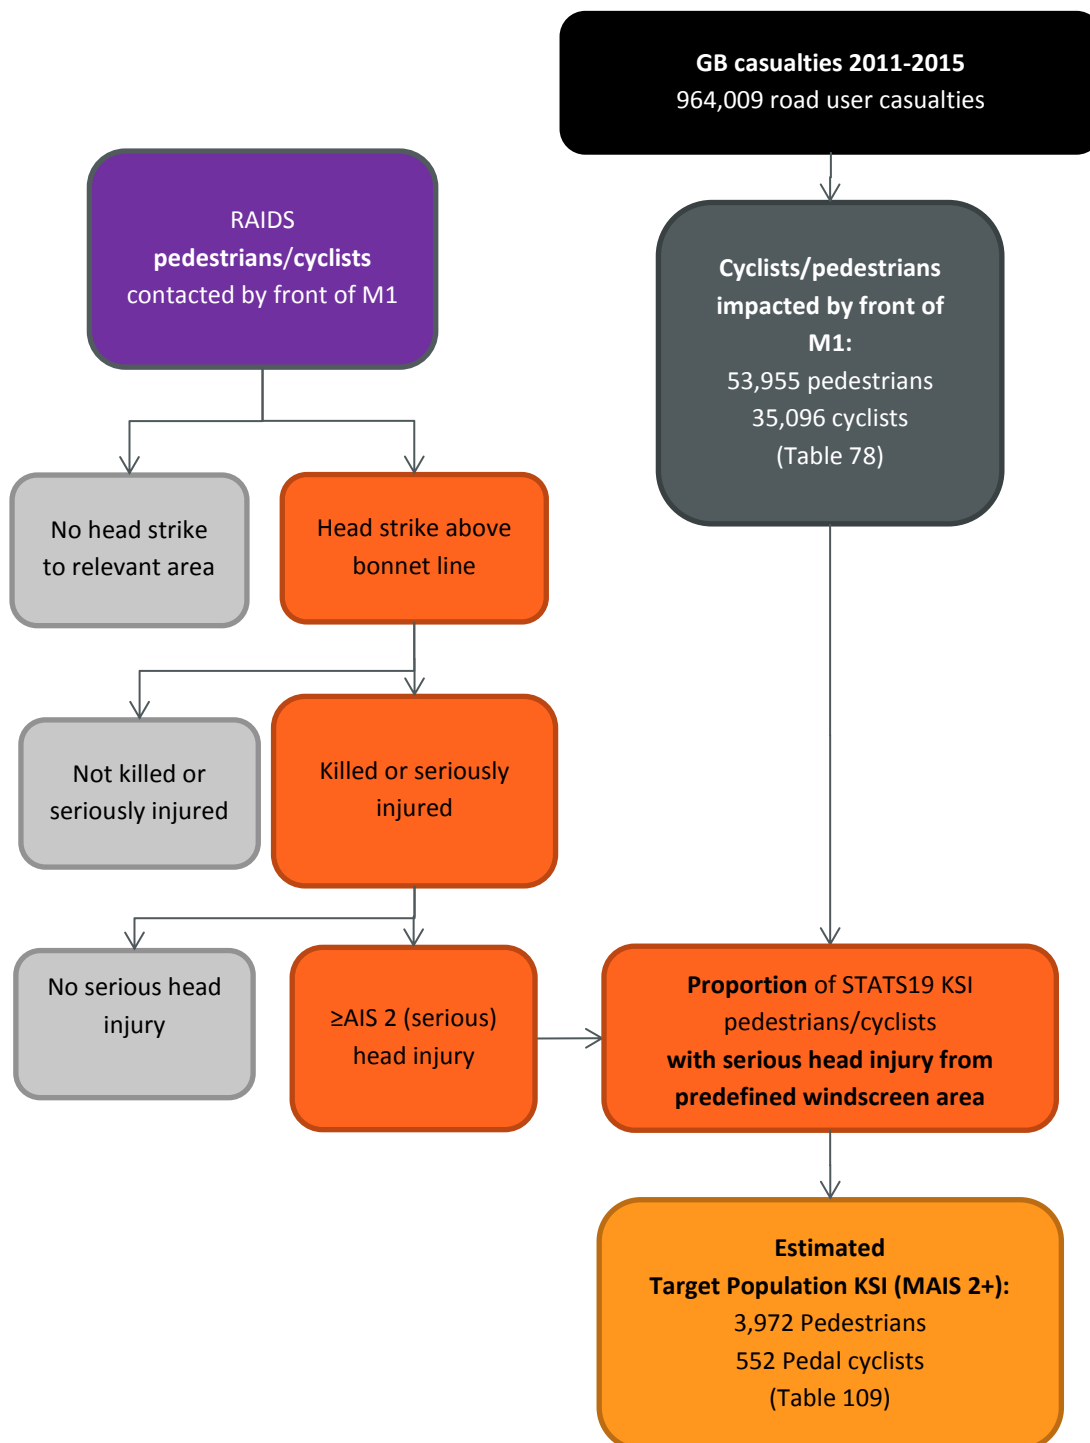 GB casualties 2011-2015
964,009 road user casualties
RAIDS
pedestrians/cyclists
contacted by front of M1
Cyclists/pedestrians
impacted by front of
M1:
53,955 pedestrians
35,096 cyclists
(Table 78)
No head strike
to relevant area
Head strike above
bonnet line
Not killed or
seriously injured
Killed or seriously
injured
No serious head
injury
≥AIS 2 (serious)
head injury
Proportion of STATS19 KSI
pedestrians/cyclists
with serious head injury from
predefined windscreen area
Estimated
Target Population KSI (MAIS 2+):
3,972 Pedestrians
552 Pedal cyclists
(Table 109)